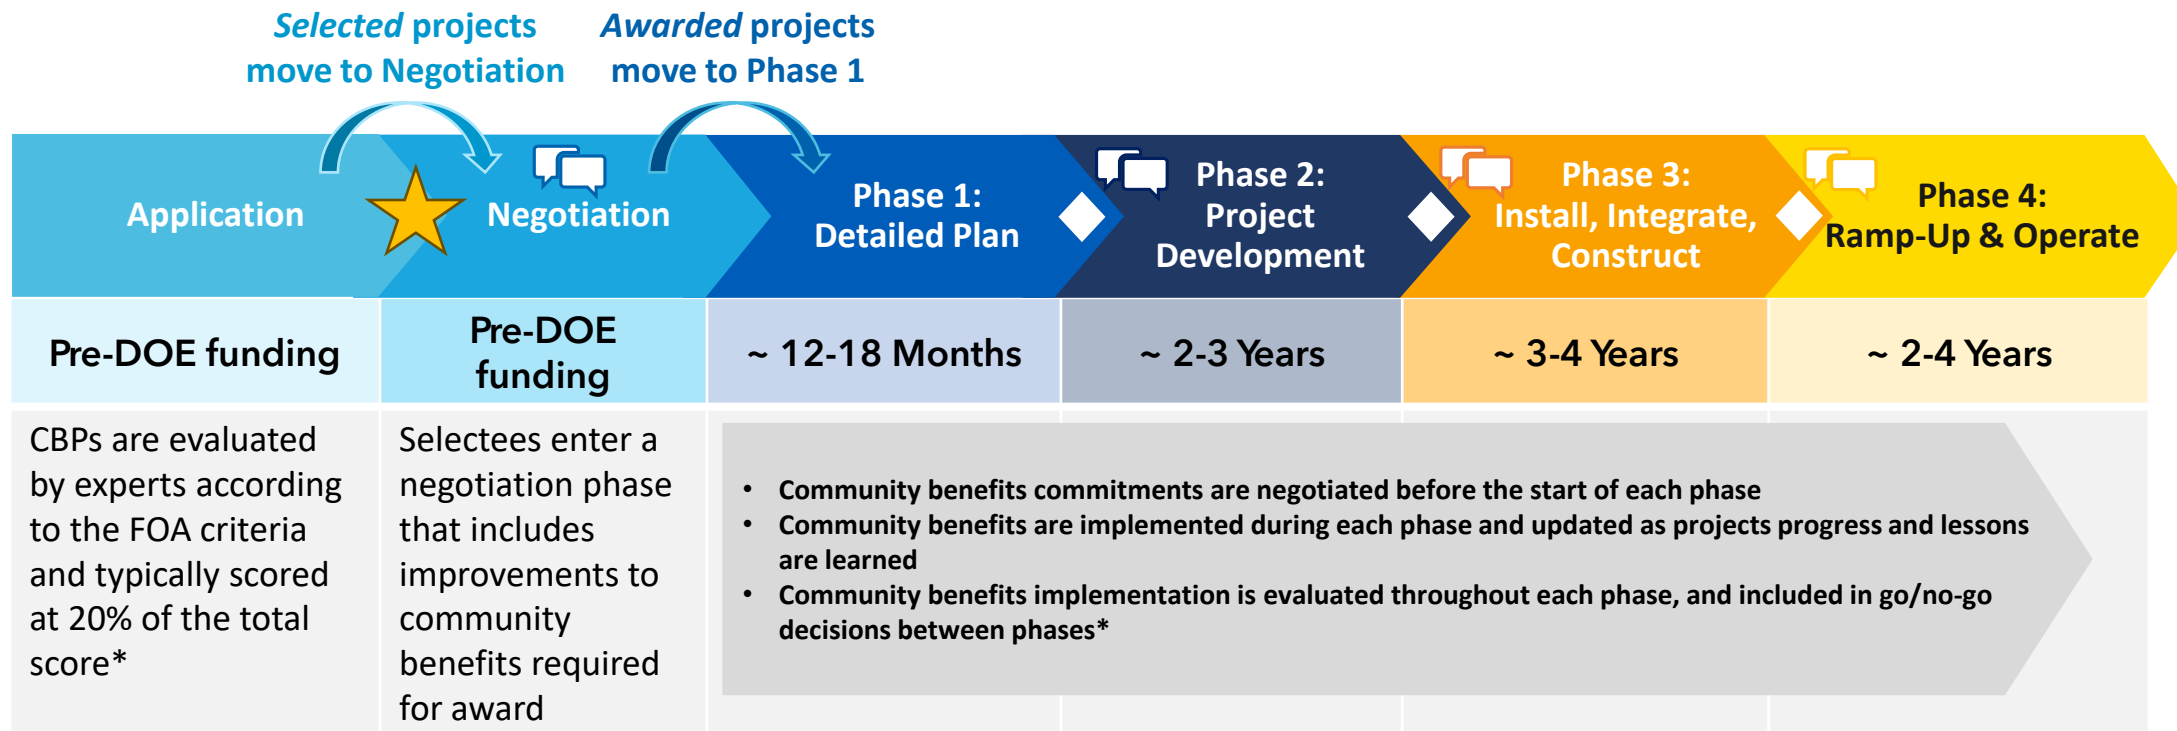 Selected projects
move to Negotiation
Awarded projects
move to Phase 1
Application
Negotiation
Phase 1:
Detailed Plan
Phase 2:
Project
Development
Phase 3:
Install, Integrate,
Construct
Phase 4:
Ramp-Up & Operate
Pre-DOE funding
Pre-DOE
funding
~ 12-18 Months
~ 2-3 Years
~ 3-4 Years
~ 2-4 Years
CBPs are evaluated
by experts according
to the FOA criteria
and typically scored
at 20% of the total
score*
Selectees enter a
negotiation phase
that includes
improvements to
community
benefits required
for award
• Community benefits commitments are negotiated before the start of each phase
• Community benefits are implemented during each phase and updated as projects progress and lessons
are learned
• Community benefits implementation is evaluated throughout each phase, and included in go/no-go
decisions between phases*